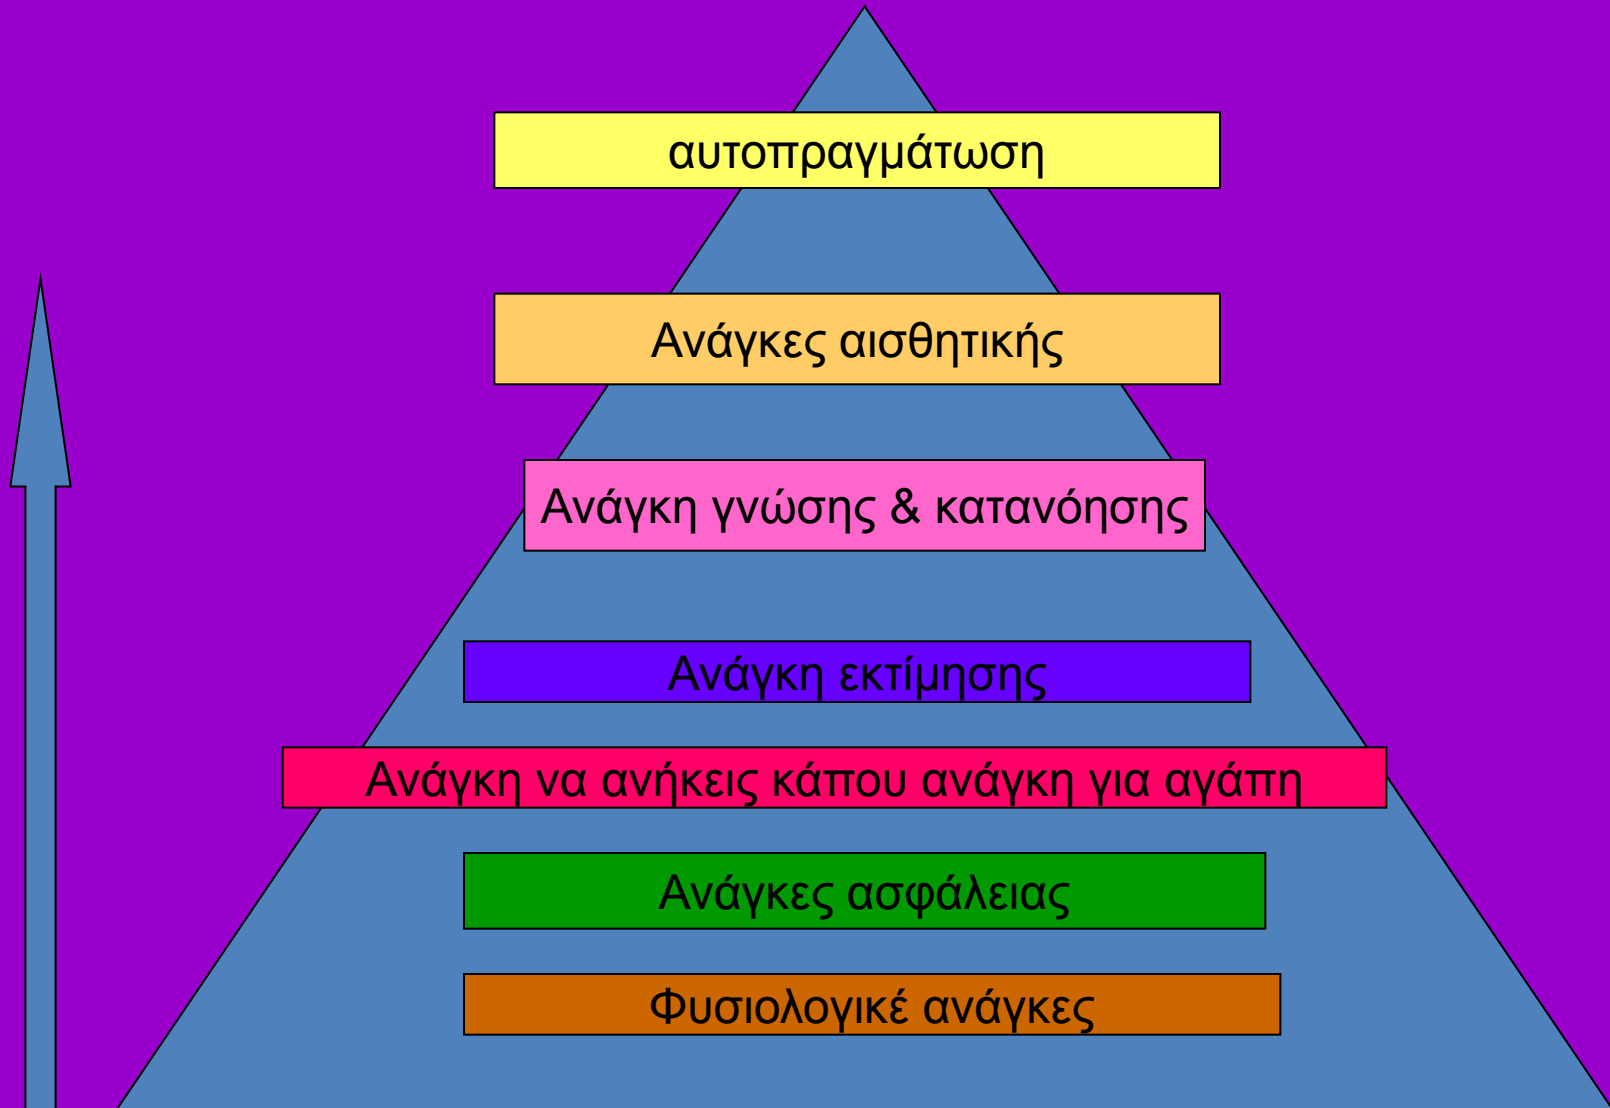 αυτοπραγμάτωση
Ανάγκες αισθητικής
Ανάγκη γνώσης & κατανόησης
Ανάγκη εκτίμησης
Ανάγκη να ανήκεις κάπου ανάγκη για αγάπη
Ανάγκες ασφάλειας
Φυσιολογικέ ανάγκες